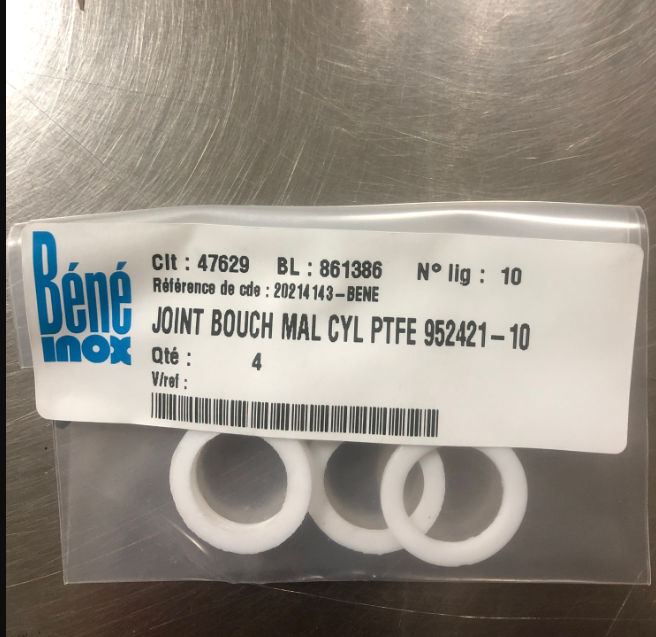 Béné
inox
Clt : 47629 BL : 861386 N° lig : 10
Référence de cde : 20214143-BENE
JOINT BOUCH MAL CYL PTFE 952421-10
Qté : 4
V/ref :